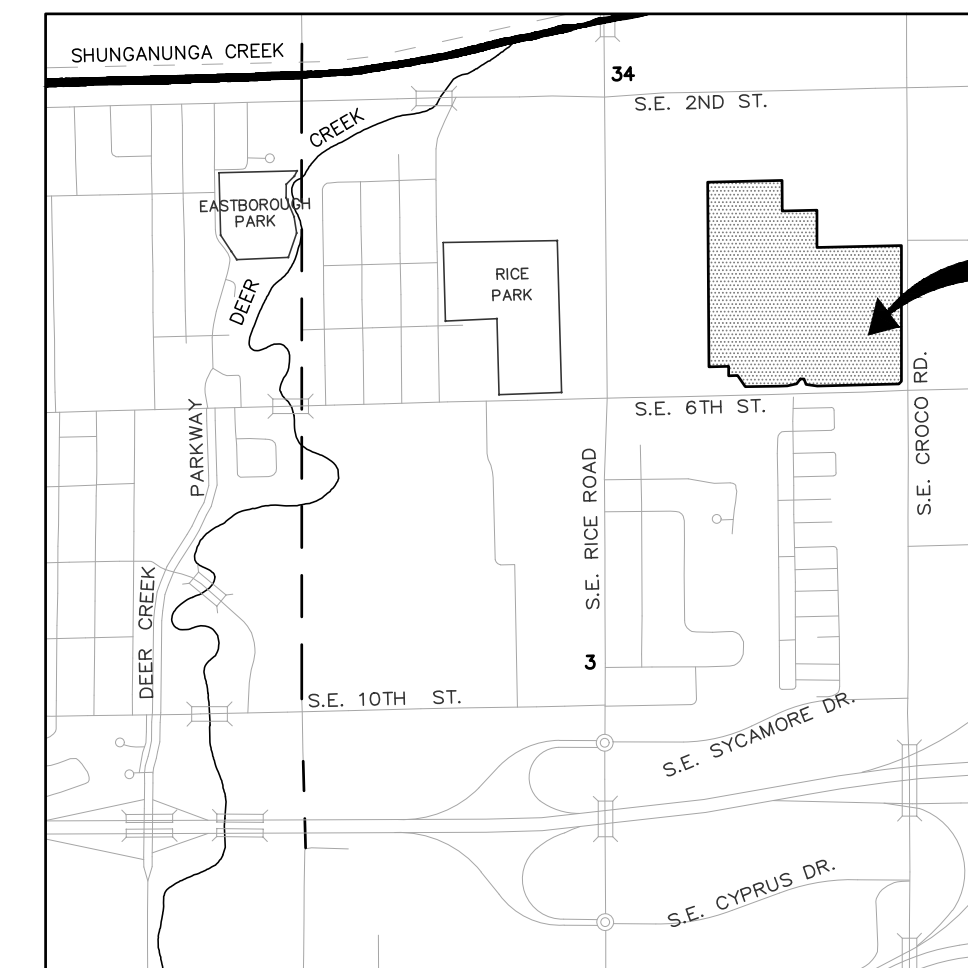 SHUNGANUNGA CREEK
34
S.E. 2ND ST.
CREEK
EASTBOROUGH
PARK
DEER
RICE
PARK
S.E. 6TH ST.
S.E. CROCO RD.
PARKWAY
S.E. RICE ROAD
DEER CREEK
3
S.E. 10TH ST.
S.E. SYCAMORE DR.
S.E. CYPRUS DR.